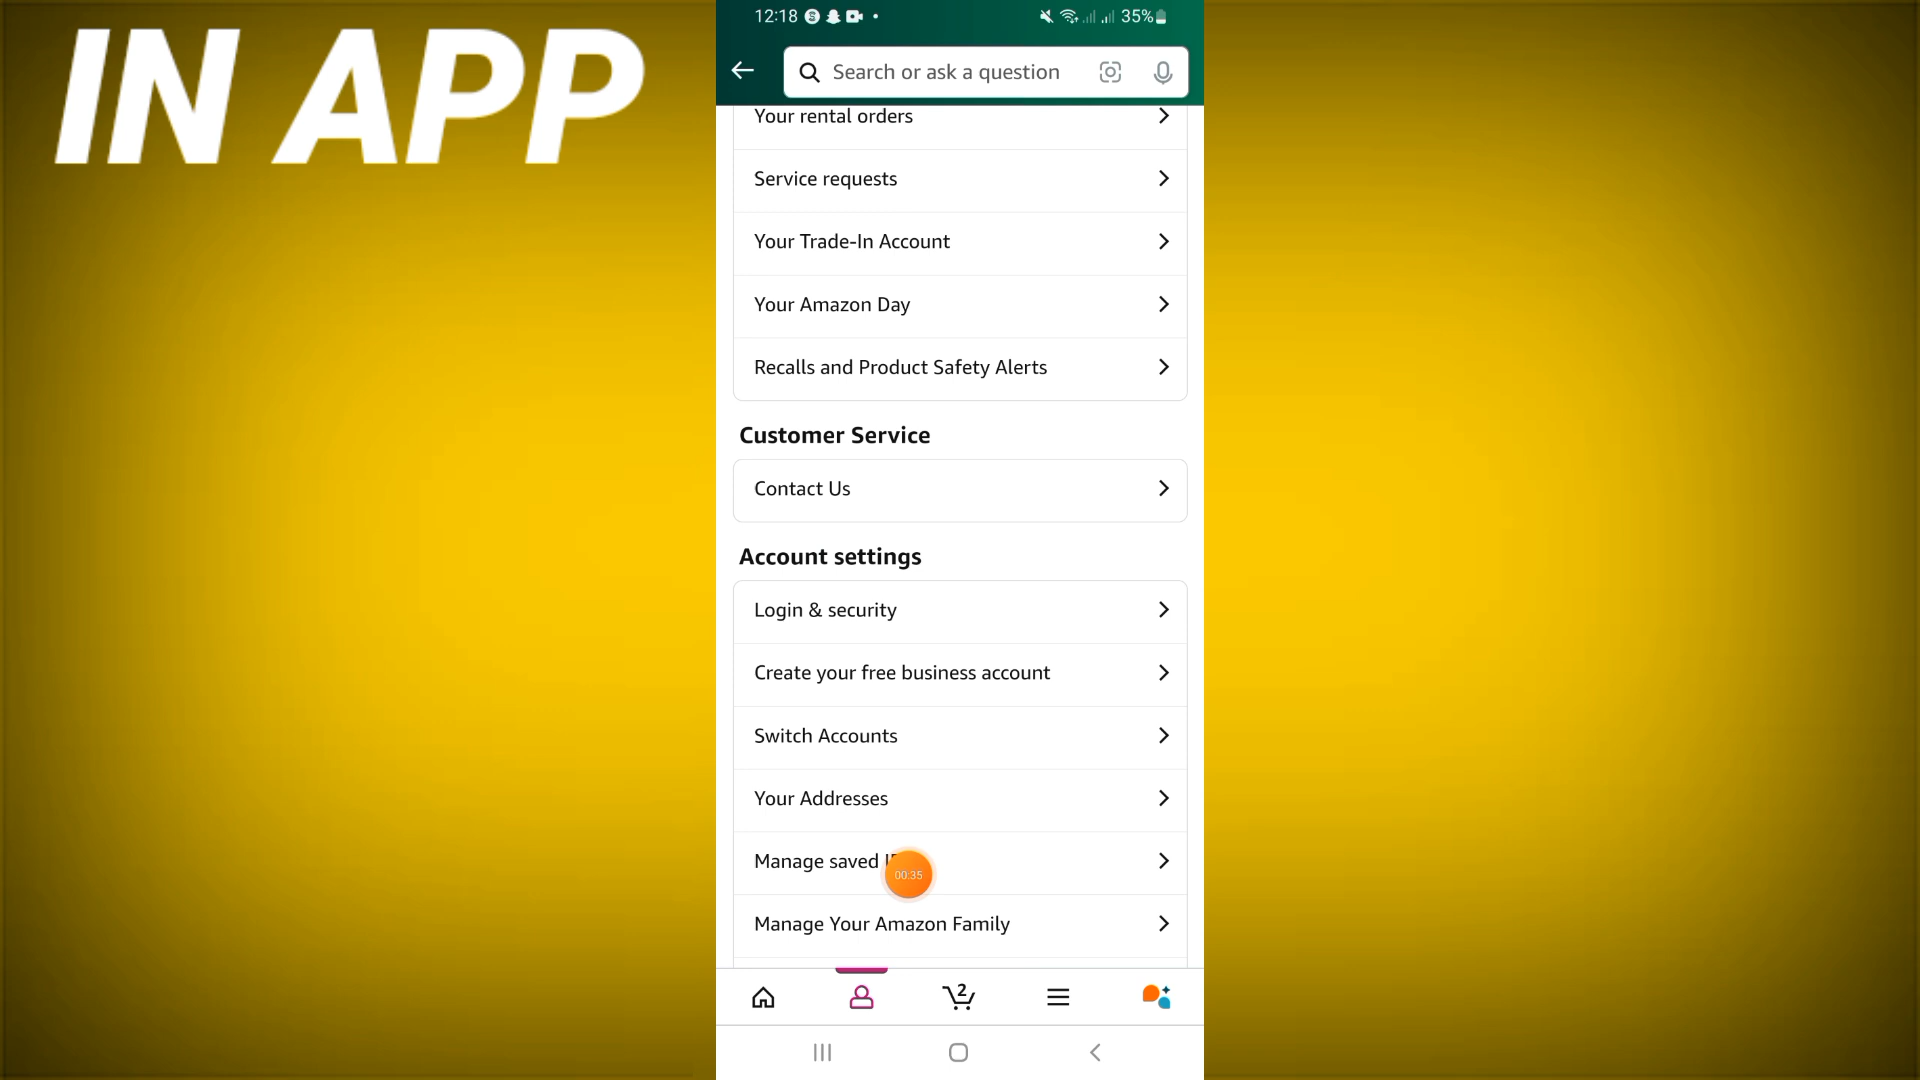 IN APP
12:18
35%
Search or ask a question
Your rental orders
Service requests
Your Trade-In Account
Your Amazon Day
Recalls and Product Safety Alerts
Customer Service
Contact Us
Account settings
Login & security
Create your free business account
Switch Accounts
Your Addresses
Manage saved
00:35
Manage Your Amazon Family
2